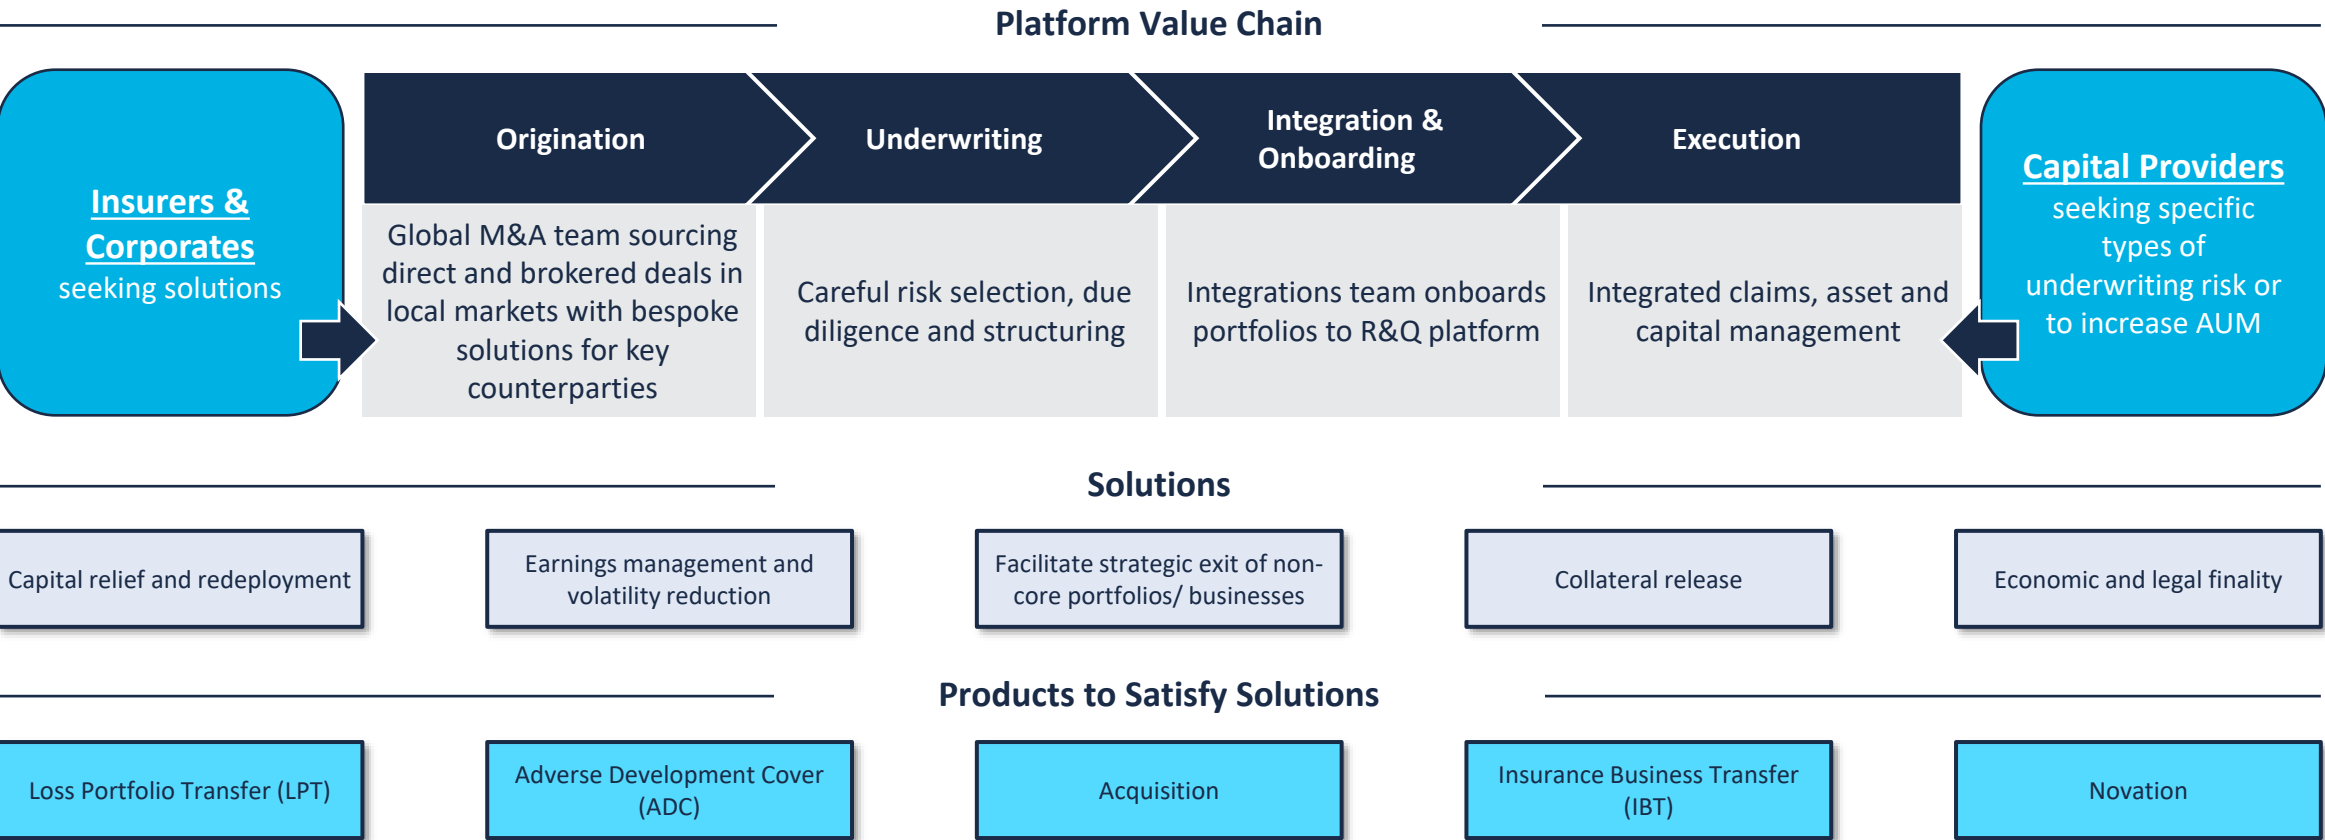 Platform Value Chain
Insurers &
Corporates
seeking solutions
Origination
Global M&A team sourcing
direct and brokered deals in
local markets with bespoke
solutions for key
counterparties
Underwriting
Careful risk selection, due
diligence and structuring
Integration &
Onboarding
Integrations team onboards
portfolios to R&Q platform
Execution
Integrated claims, asset and
capital management
Capital Providers
seeking specific
types of
underwriting risk or
to increase AUM
Solutions
Capital relief and redeployment
Earnings management and
volatility reduction
Facilitate strategic exit of non-
core portfolios/ businesses
Collateral release
Economic and legal finality
Products to Satisfy Solutions
Loss Portfolio Transfer (LPT)
Adverse Development Cover
(ADC)
Acquisition
Insurance Business Transfer
(IBT)
Novation